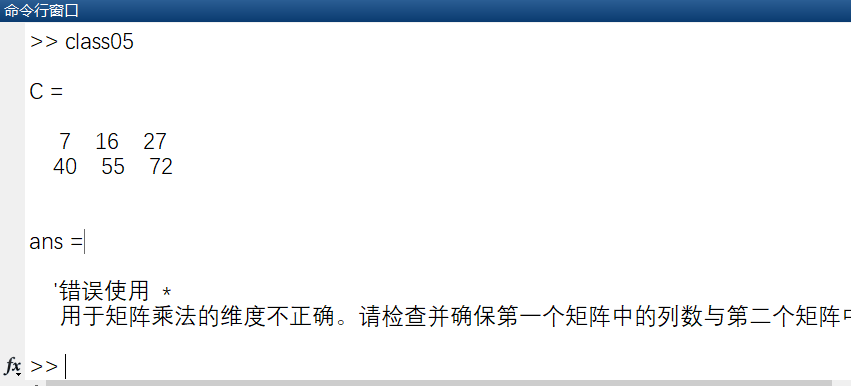 命令行窗口
>> class05
C =
7 16 27
40 55 72
ans =
'错误使用 *
用于矩阵乘法的维度不正确。请检查并确保第一个矩阵中的列数与第二个矩阵
fx >>